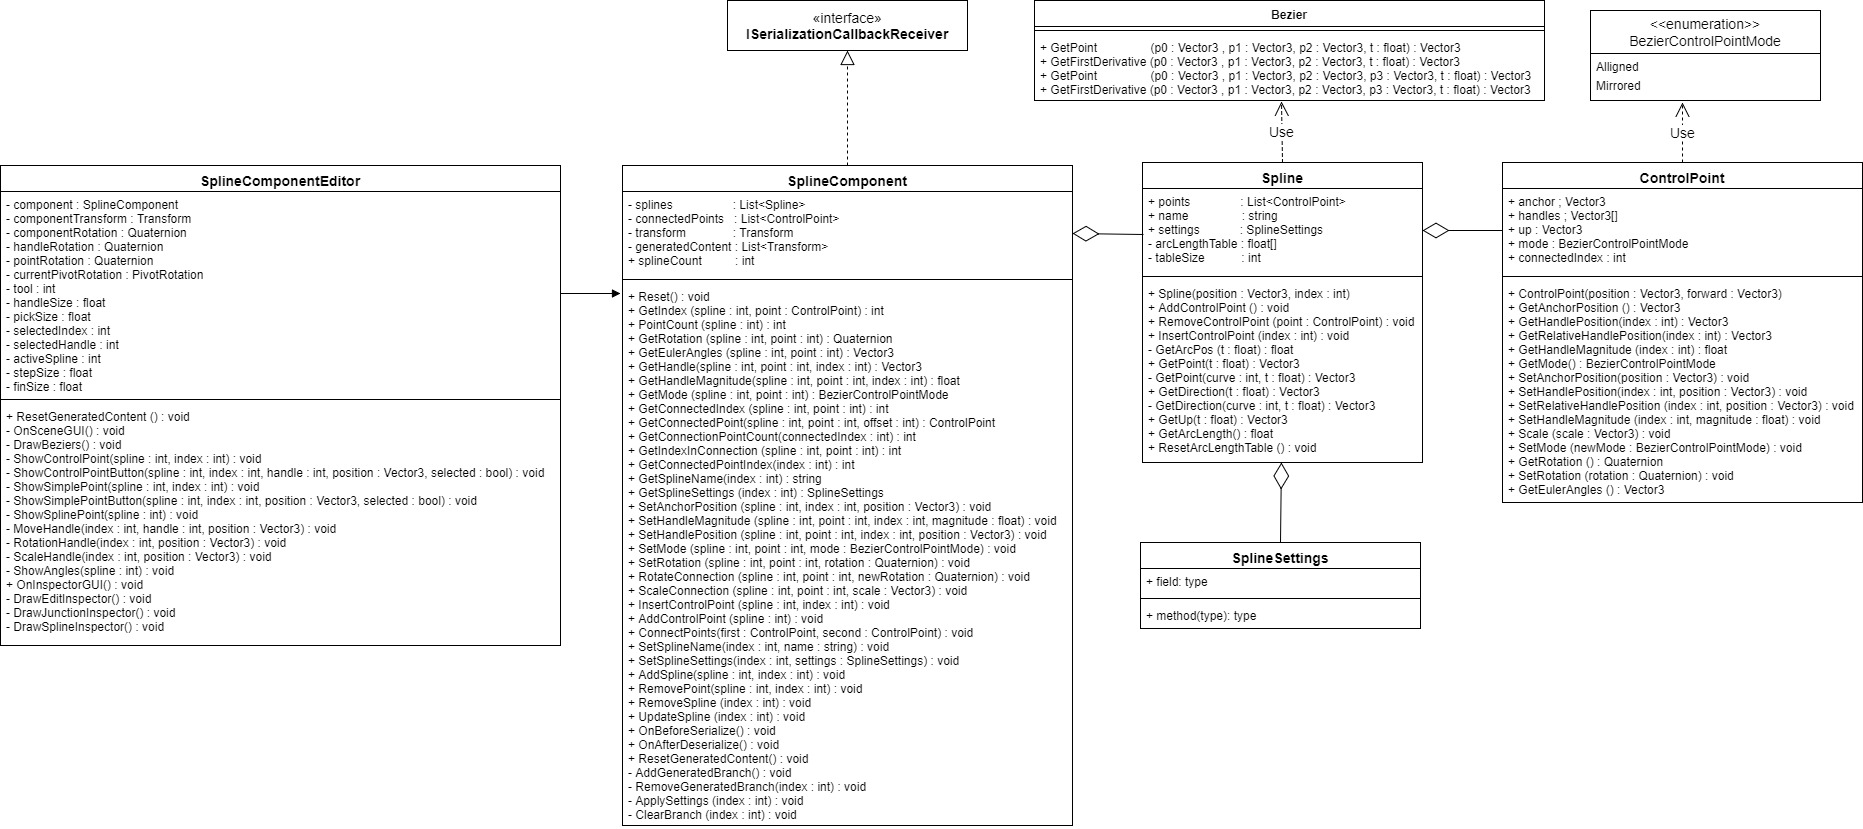 «interface»
ISerializationCallbackReceiver
Bezier
+ GetPoint (p0 : Vector3 , p1 : Vector3, p2 : Vector3, t : float) : Vector3
+ GetFirstDerivative (p0 : Vector3 , p1 : Vector3, p2 : Vector3, t : float) : Vector3
+ GetPoint (p0 : Vector3 , p1 : Vector3, p2 : Vector3, p3 : Vector3, t : float) : Vector3
+ GetFirstDerivative (p0 : Vector3 , p1 : Vector3, p2 : Vector3, p3 : Vector3, t : float) : Vector3
<<enumeration>>
BezierControlPointMode
Alligned
Mirrored
Use
Use
SplineComponentEditor
- component : SplineComponent
- componentTransform : Transform
- componentRotation : Quaternion
- handleRotation : Quaternion
- pointRotation : Quaternion
- currentPivotRotation : PivotRotation
- tool : int
- handleSize : float
- pickSize : float
- selectedIndex : int
- selectedHandle : int
- activeSpline : int
- stepSize : float
- finSize : float
+ ResetGeneratedContent () : void
- OnSceneGUI() : void
- DrawBeziers() : void
- ShowControlPoint(spline : int, index : int) : void
- ShowControlPointButton(spline : int, index : int, handle : int, position : Vector3, selected : bool) : void
- ShowSimplePoint(spline : int, index : int) : void
- ShowSimplePointButton(spline : int, index : int, position : Vector3, selected : bool) : void
- ShowSplinePoint(spline : int) : void
- MoveHandle(index : int, handle : int, position : Vector3) : void
- RotationHandle(index : int, position : Vector3) : void
- ScaleHandle(index : int, position : Vector3) : void
- ShowAngles(spline : int) : void
+ OnInspectorGUI() : void
- DrawEditInspector() : void
- DrawJunctionInspector() : void
- DrawSplineInspector() : void
SplineComponent
- splines : List<Spline>
- connectedPoints : List<ControlPoint>
- transform : Transform
- generatedContent : List<Transform>
+ splineCount : int
+ Reset() : void
+ GetIndex (spline : int, point : ControlPoint) : int
+ PointCount (spline : int) : int
+ GetRotation (spline : int, point : int) : Quaternion
+ GetEulerAngles (spline : int, point : int) : Vector3
+ GetHandle(spline : int, point : int, index : int) : Vector3
+ GetHandleMagnitude(spline : int, point : int, index : int) : float
+ GetMode (spline : int, point : int) : BezierControlPointMode
+ GetConnectedIndex (spline : int, point : int) : int
+ GetConnectedPoint(spline : int, point : int, offset : int) : ControlPoint
+ GetConnectionPointCount(connectedIndex : int) : int
+ GetIndexInConnection (spline : int, point : int) : int
+ GetConnectedPointIndex(index : int) : int
+ GetSplineName(index : int) : string
+ GetSplineSettings (index : int) : SplineSettings
+ SetAnchorPosition (spline : int, index : int, position : Vector3) : void
+ SetHandleMagnitude (spline : int, point : int, index : int, magnitude : float) : void
+ SetHandlePosition (spline : int, point : int, index : int, position : Vector3) : void
+ SetMode (spline : int, point : int, mode : BezierControlPointMode) : void
+ SetRotation (spline : int, point : int, rotation : Quaternion) : void
+ RotateConnection (spline : int, point : int, newRotation : Quaternion) : void
+ ScaleConnection (spline : int, point : int, scale : Vector3) : void
+ InsertControlPoint (spline : int, index : int) : void
+ AddControlPoint (spline : int) : void
+ ConnectPoints(first : ControlPoint, second : ControlPoint) : void
+ SetSplineName(index : int, name : string) : void
+ SetSplineSettings(index : int, settings : SplineSettings) : void
+ AddSpline(spline : int, index : int) : void
+ RemovePoint(spline : int, index : int) : void
+ RemoveSpline (index : int) : void
+ UpdateSpline (index : int) : void
+ OnBeforeSerialize() : void
+ OnAfterDeserialize() : void
+ ResetGeneratedContent() : void
- AddGeneratedBranch() : void
- RemoveGeneratedBranch(index : int) : void
- ApplySettings (index : int) : void
- ClearBranch (index : int) : void
Spline
+ points : List<ControlPoint>
+ name : string
+ settings : SplineSettings
- arcLengthTable : float[]
- tableSize : int
+ Spline(position : Vector3, index : int)
+ AddControlPoint () : void
+ RemoveControlPoint (point : ControlPoint) : void
+ InsertControlPoint (index : int) : void
- GetArcPos (t : float) : float
+ GetPoint(t : float) : Vector3
- GetPoint(curve : int, t : float) : Vector3
+ GetDirection(t : float) : Vector3
- GetDirection(curve : int, t : float) : Vector3
+ GetUp(t : float) : Vector3
+ GetArcLength() : float
+ ResetArcLengthTable () : void
SplineSettings
+ field: type
+ method(type): type
ControlPoint
+ anchor ; Vector3
+ handles ; Vector3[]
+ up : Vector3
+ mode : BezierControlPointMode
+ connectedIndex : int
+ ControlPoint(position : Vector3, forward : Vector3)
+ GetAnchorPosition () : Vector3
+ GetHandlePosition(index : int) : Vector3
+ GetRelativeHandlePosition(index : int) : Vector3
+ GetHandleMagnitude (index : int) : float
+ GetMode() : BezierControlPointMode
+ SetAnchorPosition(position : Vector3) : void
+ SetHandlePosition(index : int, position : Vector3) : void
+ SetRelativeHandlePosition (index : int, position : Vector3) : void
+ SetHandleMagnitude (index : int, magnitude : float) : void
+ Scale (scale : Vector3) : void
+ SetMode (newMode : BezierControlPointMode) : void
+ GetRotation () : Quaternion
+ SetRotation (rotation : Quaternion) : void
+ GetEulerAngles () : Vector3